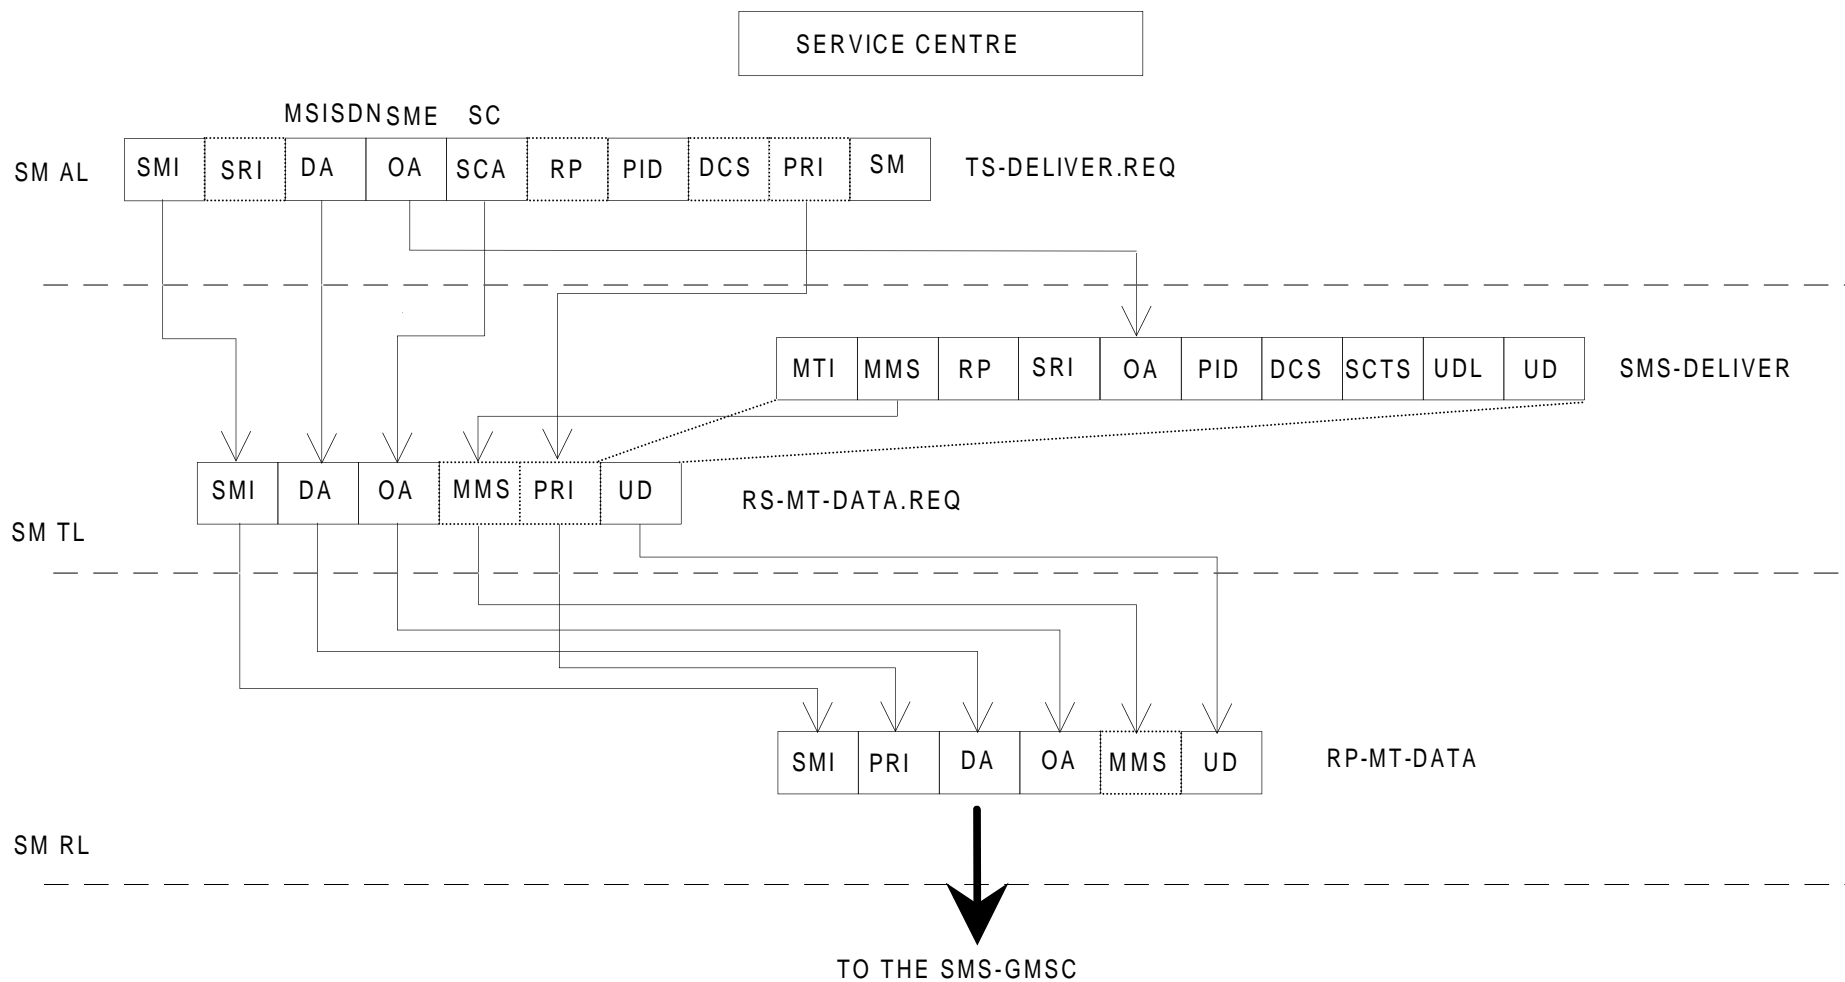 SERVICE CENTRE
MSISDN SME SC
SM AL SMI SRI DA OA SCA RP PID DCS PRI SM TS-DELIVER.REQ
MTI MMS RP SRI OA PID DCS SCTS UDL UD SMS-DELIVER
SMI DA OA MMS PRI UD RS-MT-DATA.REQ
SM TL
SMI PRI DA OA MMS UD RP-MT-DATA
SM RL
TO THE SMS-GMSC